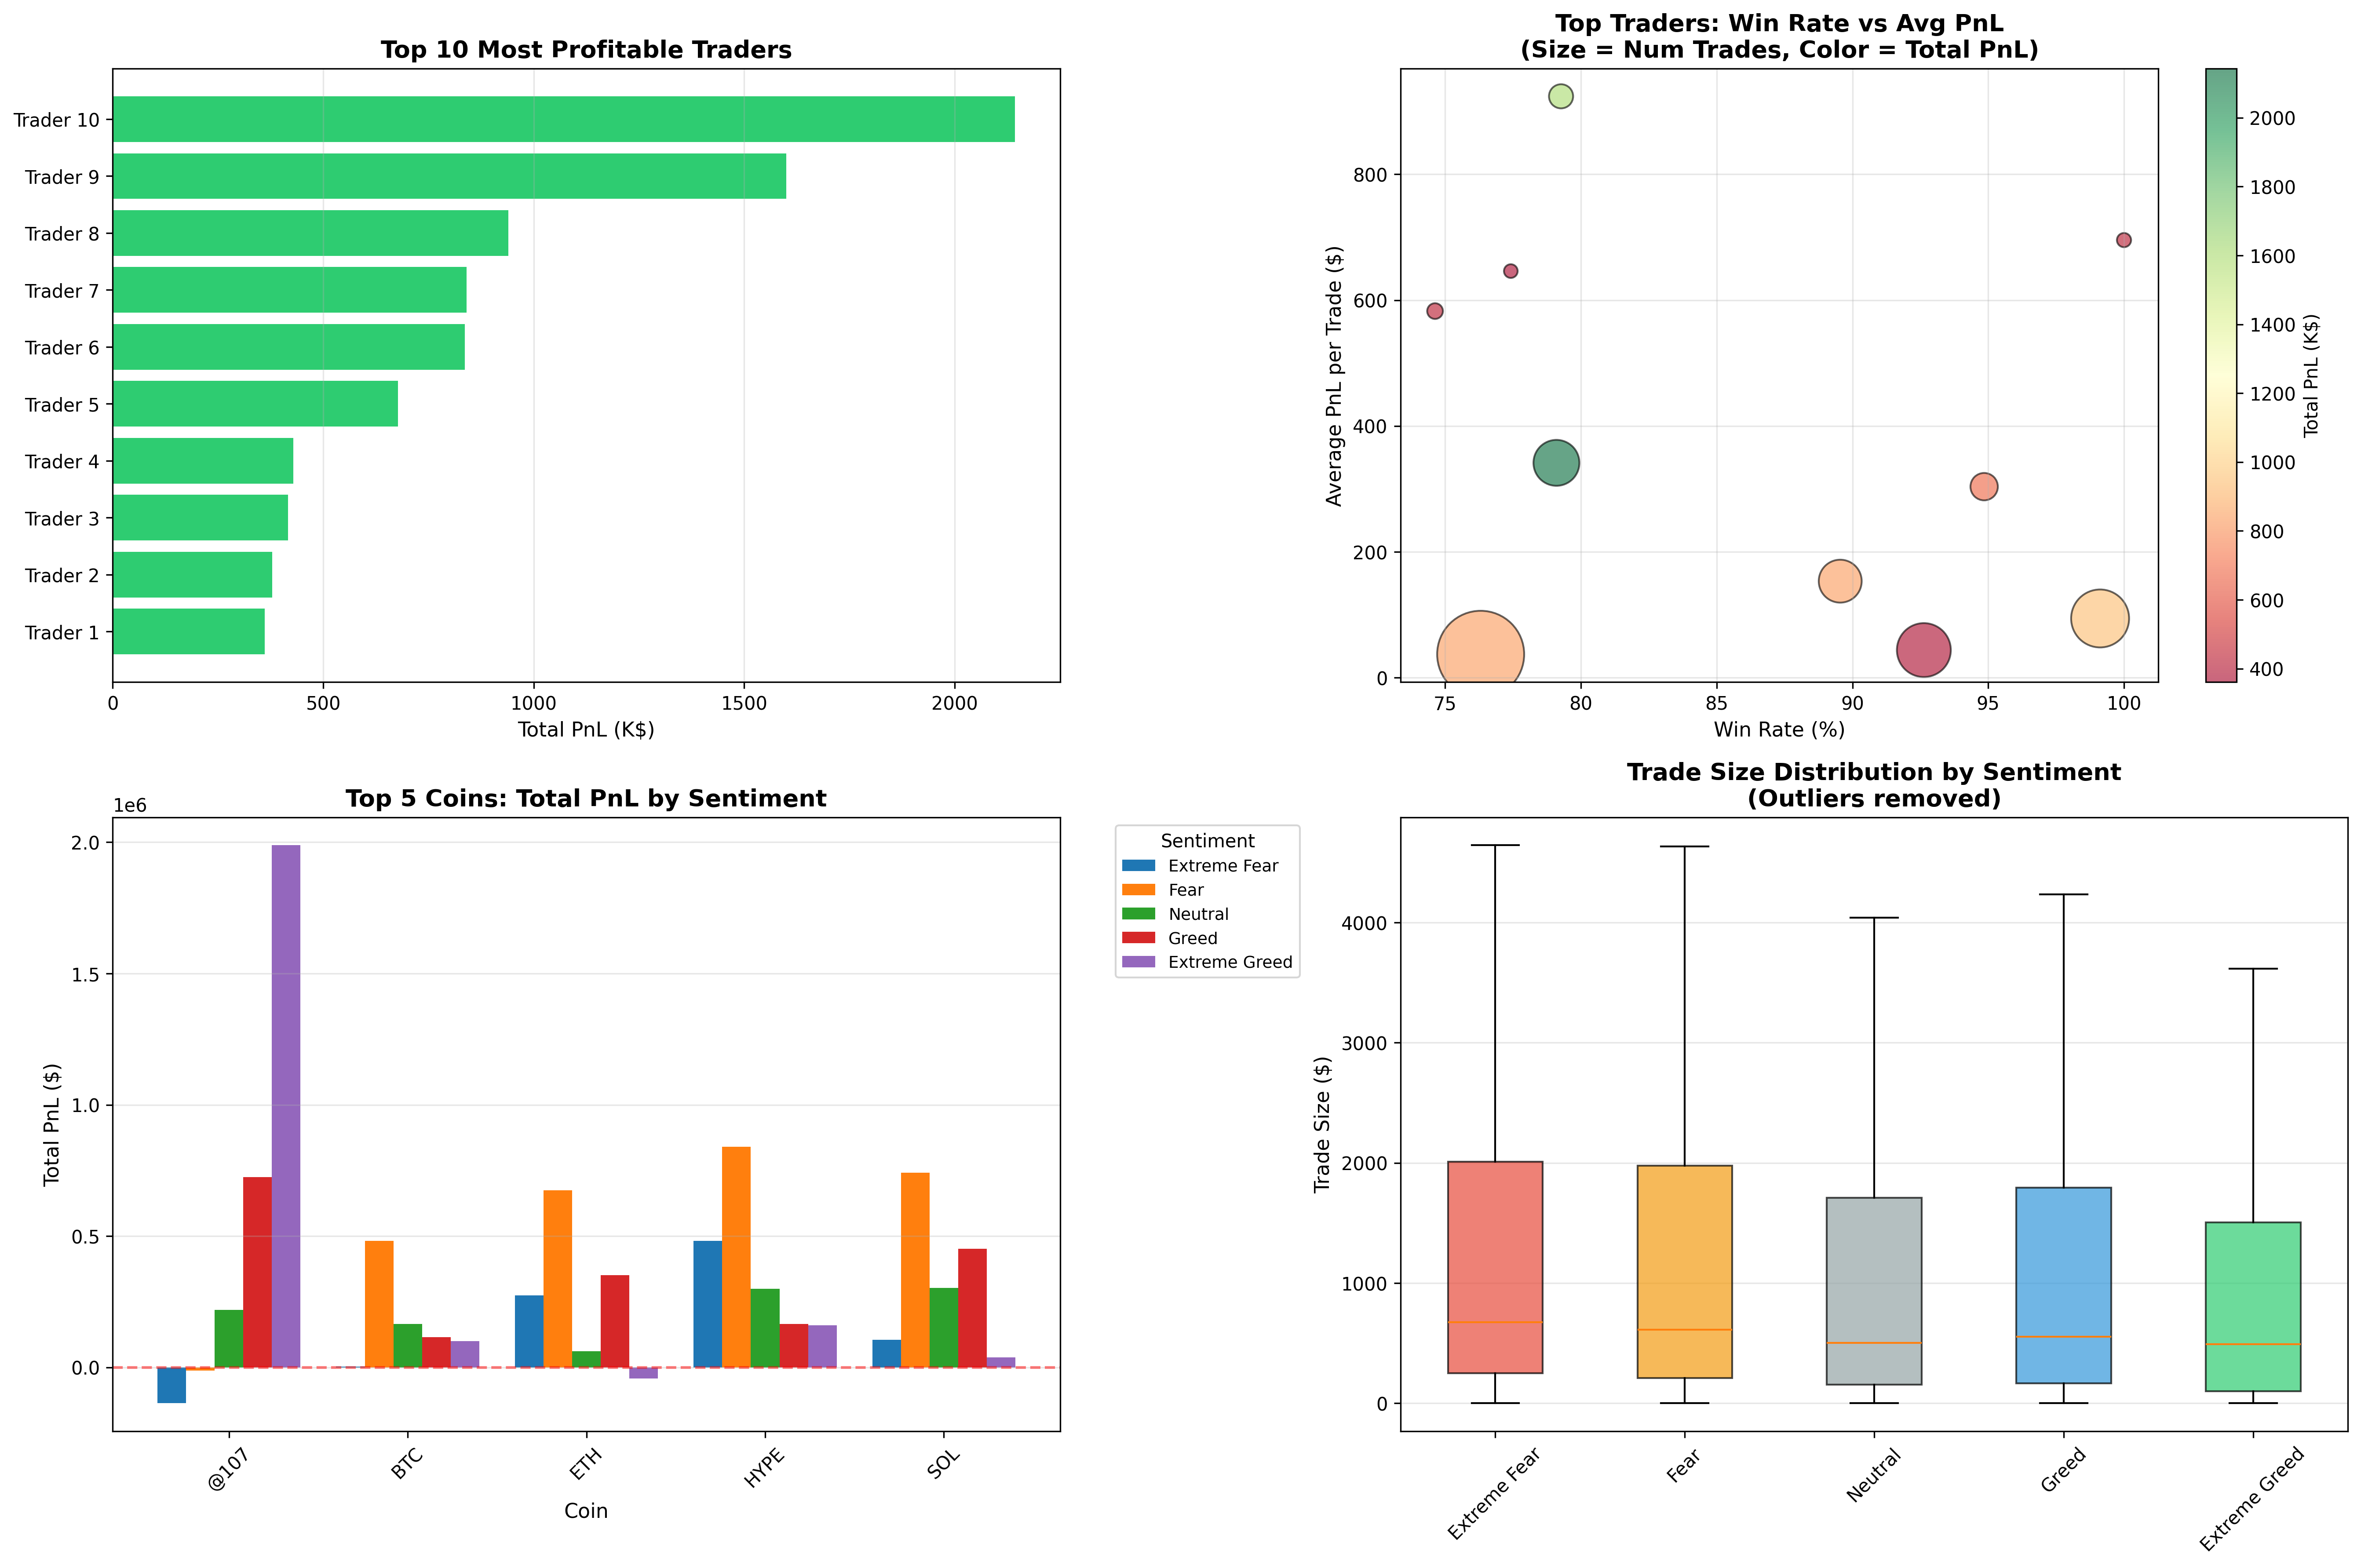 Top 10 Most Profitable Traders
Trader 10
Trader 9
Trader 8
Trader 7
Trader 6
Trader 5
Trader 4
Trader 3
Trader 2
Trader 1
0 500 1000 1500 2000
Total PnL (K$)
Top Traders: Win Rate vs Avg PnL
(Size = Num Trades, Color = Total PnL)
Average PnL per Trade ($)
800
600
400
200
0
75 80 85 90 95 100
Win Rate (%)
2000
1800
1600
1400
1200
1000
800
600
400
Total PnL (K$)
Top 5 Coins: Total PnL by Sentiment
1e6
Total PnL ($)
2.0
1.5
1.0
0.5
0.0
@107 BTC ETH HYPE SOL
Coin
Sentiment
Extreme Fear
Fear
Neutral
Greed
Extreme Greed
Trade Size Distribution by Sentiment
(Outliers removed)
Trade Size ($)
4000
3000
2000
1000
0
Extreme Fear Fear Neutral Greed Extreme Greed